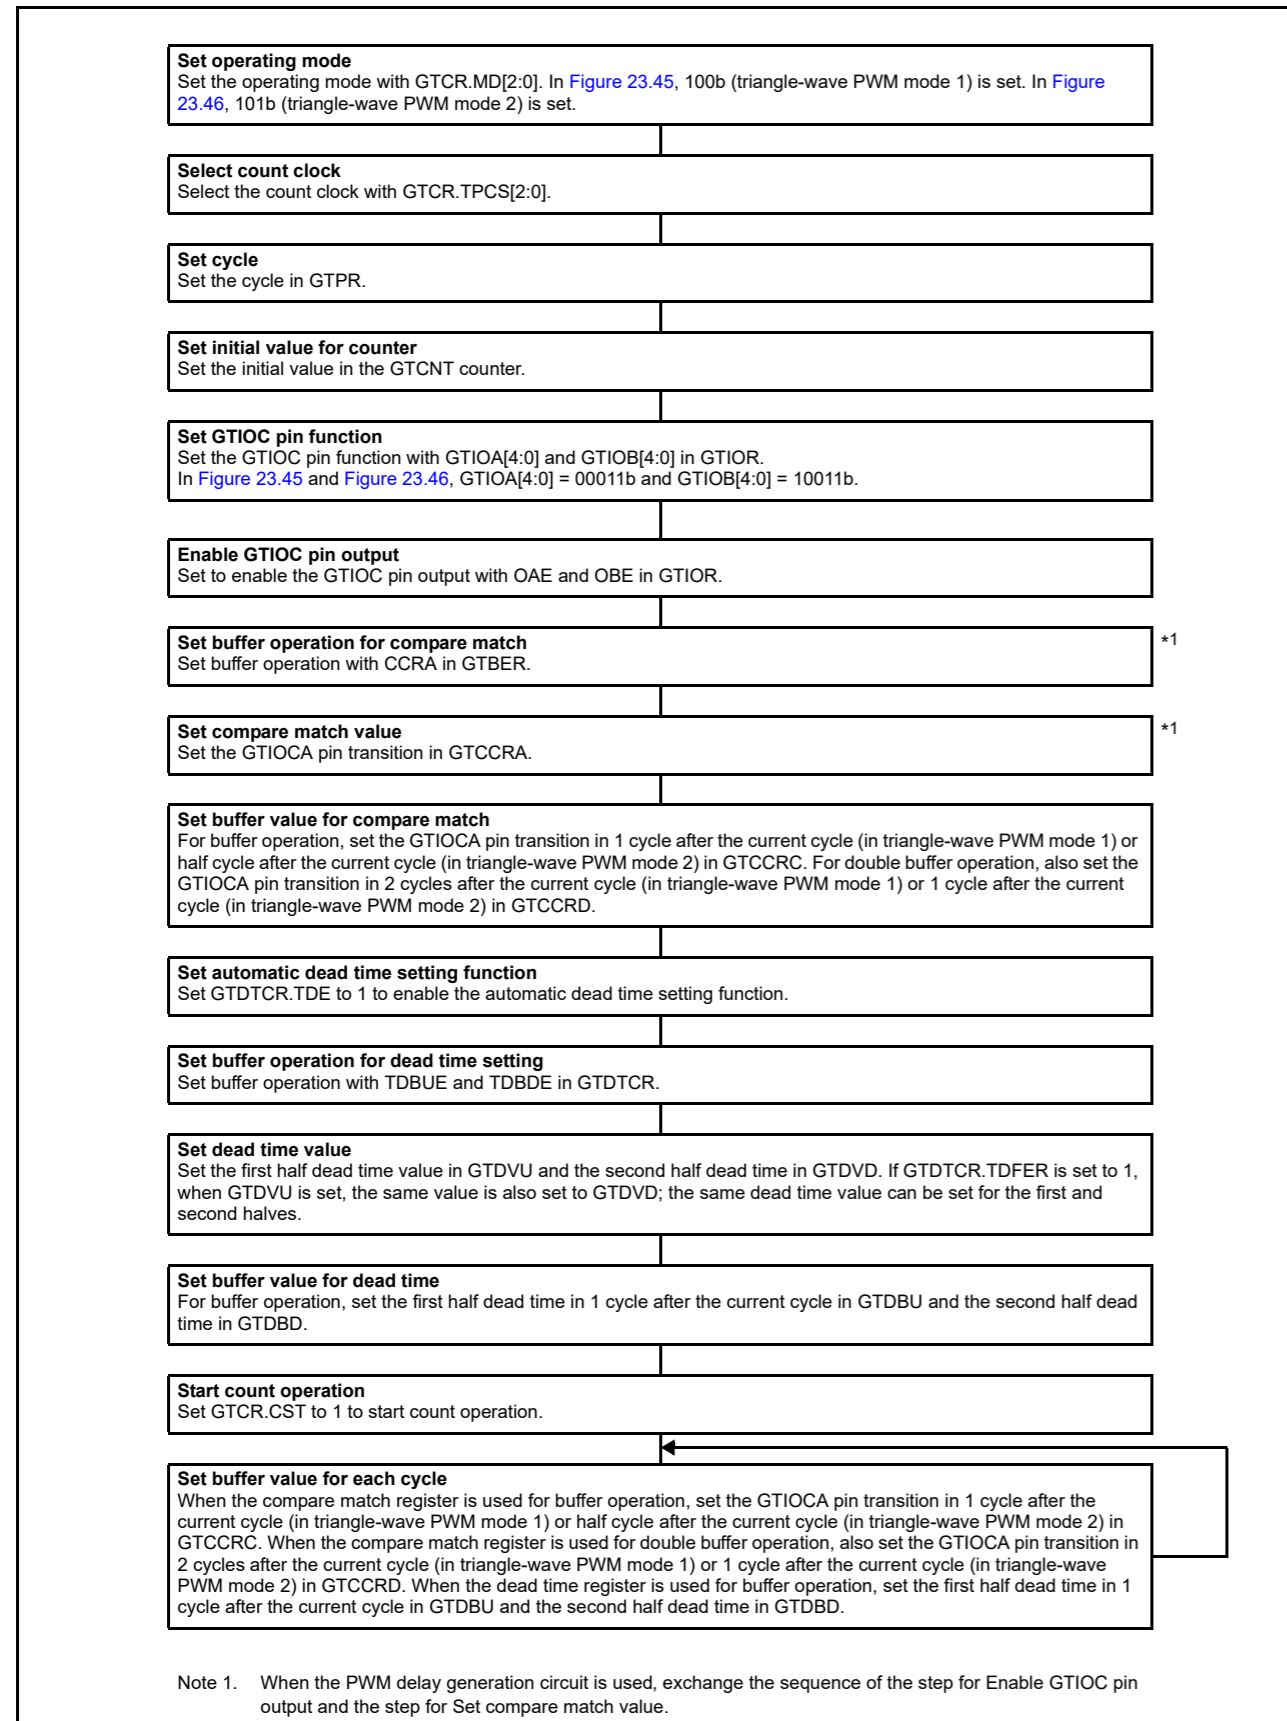 Set operating mode
Set the operating mode with GTCR.MD[2:0]. In Figure 23.45, 100b (triangle-wave PWM mode 1) is set. In Figure
23.46, 101b (triangle-wave PWM mode 2) is set.
Select count clock
Select the count clock with GTCR.TPCS[2:0].
Set cycle
Set the cycle in GTPR.
Set initial value for counter
Set the initial value in the GTCNT counter.
Set GTIOC pin function
Set the GTIOC pin function with GTIOA[4:0] and GTIOB[4:0] in GTIOR.
In Figure 23.45 and Figure 23.46, GTIOA[4:0] = 00011b and GTIOB[4:0] = 10011b.
Enable GTIOC pin output
Set to enable the GTIOC pin output with OAE and OBE in GTIOR.
Set buffer operation for compare match *1
Set buffer operation with CCRA in GTBER.
Set compare match value *1
Set the GTIOCA pin transition in GTCCRA.
Set buffer value for compare match
For buffer operation, set the GTIOCA pin transition in 1 cycle after the current cycle (in triangle-wave PWM mode 1) or
half cycle after the current cycle (in triangle-wave PWM mode 2) in GTCCRC. For double buffer operation, also set the
GTIOCA pin transition in 2 cycles after the current cycle (in triangle-wave PWM mode 1) or 1 cycle after the current
cycle (in triangle-wave PWM mode 2) in GTCCRD.
Set automatic dead time setting function
Set GTDTCR.TDE to 1 to enable the automatic dead time setting function.
Set buffer operation for dead time setting
Set buffer operation with TDBUE and TDBDE in GTDTCR.
Set dead time value
Set the first half dead time value in GTDVU and the second half dead time in GTDVD. If GTDTCR.TDFER is set to 1,
when GTDVU is set, the same value is also set to GTDVD; the same dead time value can be set for the first and
second halves.
Set buffer value for dead time
For buffer operation, set the first half dead time in 1 cycle after the current cycle in GTDBU and the second half dead
time in GTDBD.
Start count operation
Set GTCR.CST to 1 to start count operation.
Set buffer value for each cycle
When the compare match register is used for buffer operation, set the GTIOCA pin transition in 1 cycle after the
current cycle (in triangle-wave PWM mode 1) or half cycle after the current cycle (in triangle-wave PWM mode 2) in
GTCCRC. When the compare match register is used for double buffer operation, also set the GTIOCA pin transition in
2 cycles after the current cycle (in triangle-wave PWM mode 1) or 1 cycle after the current cycle (in triangle-wave
PWM mode 2) in GTCCRD. When the dead time register is used for buffer operation, set the first half dead time in 1
cycle after the current cycle in GTDBU and the second half dead time in GTDBD.
Note 1. When the PWM delay generation circuit is used, exchange the sequence of the step for Enable GTIOC pin
output and the step for Set compare match value.